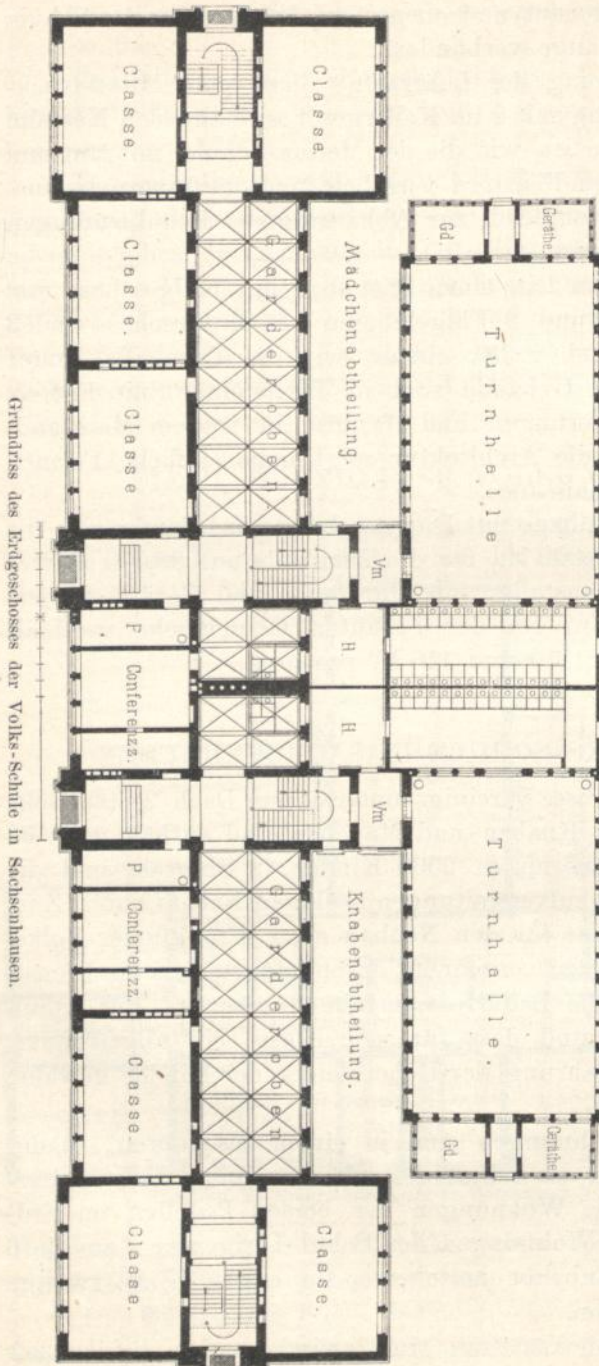 Geräthe.
Turnhalle
Turnhalle.
Geräthe
Gd.
Gd.
Vm
Vm
Classe
Mädchenabtheilung.
H
H
Knabenabtheilung.
Classe.
Garderoben.
Garderoben
Classe
Classe
Classe
P
Conferenzz.
P
Conferenzz.
Classe
Classe
Grundriss des Erdgeschosses der Volks-Schule in Sachsenhausen.